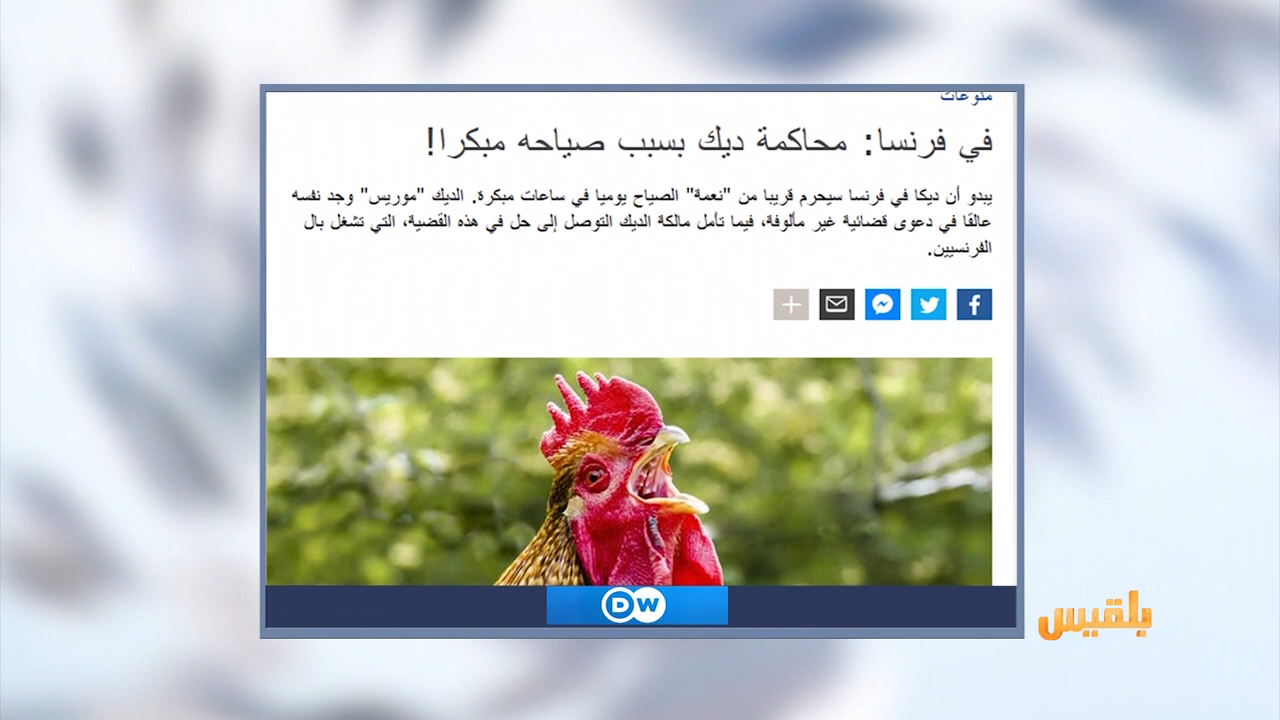 منوعات
في فرنسا: محاكمة ديك بسبب صياحه مبكرا!
يبدو أن ديكا في فرنسا سيحرم قريبا من "نعمة" الصياح يوميا في ساعات مبكرة. الديك "موريس" وجد نفسه
عالقا في دعوى قضائية غير مألوفة، فيما تأمل مالكة الديك التوصل إلى حل في هذه القضية، التي تشغل بال
الفرنسيين.
DW
بلقيس